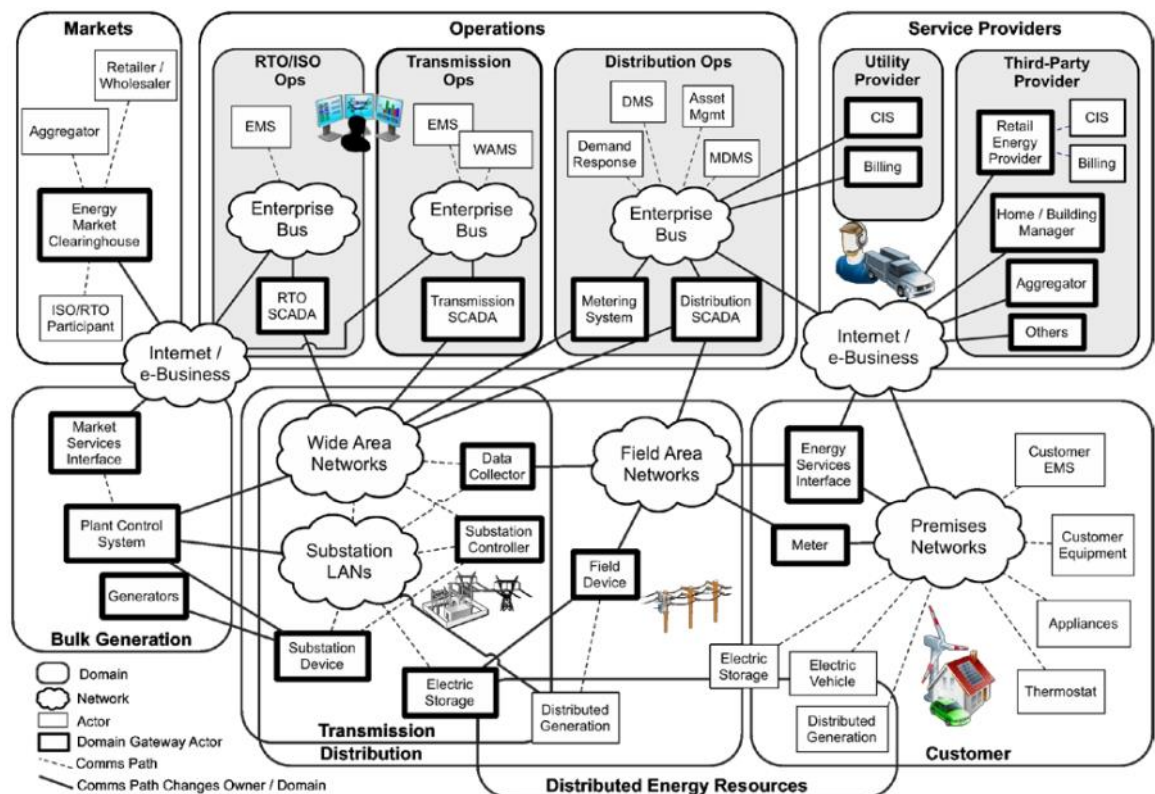 Markets
Retailer /
Wholesaler
Aggregator
Energy
Market
Clearinghouse
ISO/RTO
Participant
Operations
RTO/ISO
Ops
EMS
Enterprise
Bus
RTO
SCADA
Transmission
Ops
EMS
WAMS
Enterprise
Bus
Transmission
SCADA
Distribution Ops
DMS
Asset
Mgmt
Demand
Response
MDMS
Enterprise
Bus
Metering
System
Distribution
SCADA
Service Providers
Utility
Provider
CIS
Billing
Third-Party
Provider
Retail
Energy
Provider
CIS
Billing
Home / Building
Manager
Aggregator
Others
Internet /
e-Business
Internet /
e-Business
Market
Services
Interface
Plant Control
System
Generators
Bulk Generation
Wide Area
Networks
Data
Collector
Substation
LANs
Substation
Controller
Substation
Device
Electric
Storage
Field Area
Networks
Field
Device
Distributed
Generation
Transmission
Distribution
Energy
Services
Interface
Meter
Premises
Networks
Customer
EMS
Customer
Equipment
Appliances
Thermostat
Electric
Storage
Electric
Vehicle
Distributed
Generation
Customer
Distributed Energy Resources
Domain
Network
Actor
Domain Gateway Actor
Comms Path
Comms Path Changes Owner / Domain